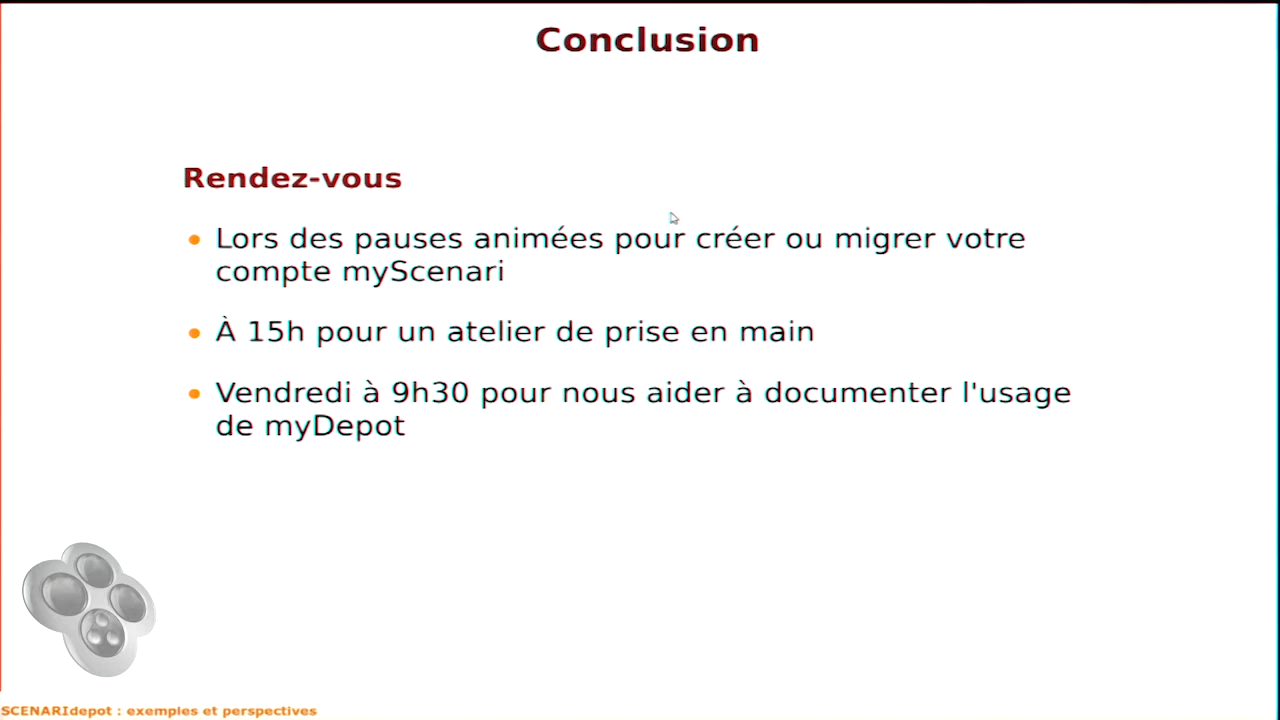 Conclusion
Rendez-vous
Lors des pauses animées pour créer ou migrer votre
compte myScenari
À 15h pour un atelier de prise en main
Vendredi à 9h30 pour nous aider à documenter l'usage
de myDepot
SCENARIdepot : exemples et perspectives